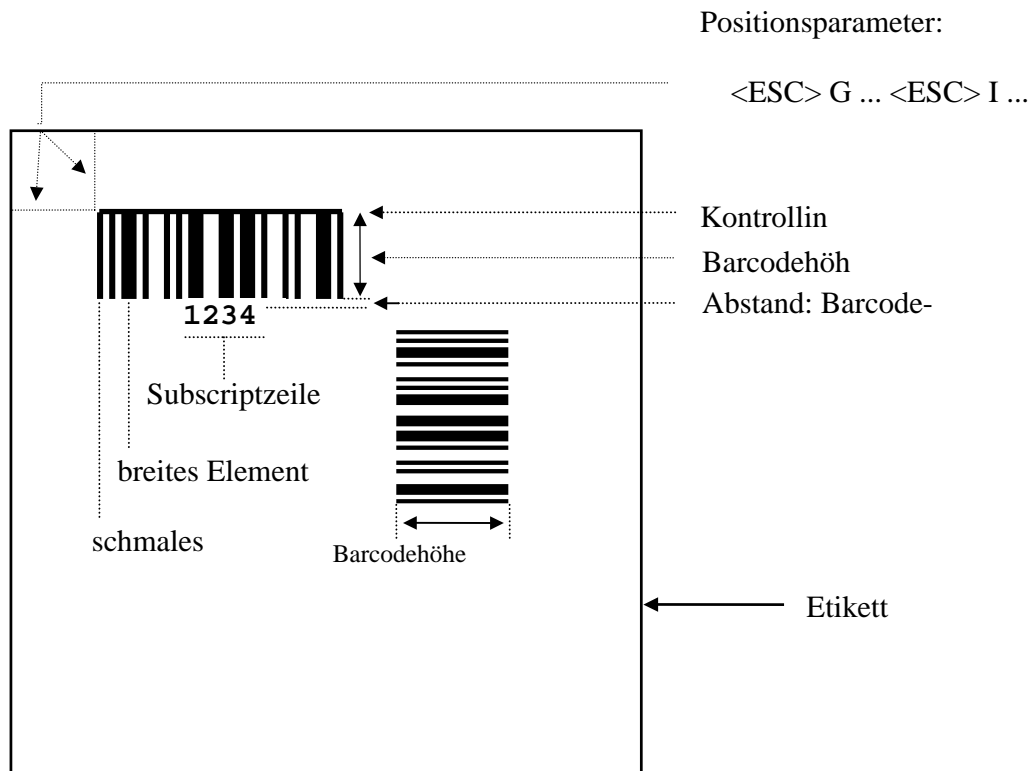 Positionsparameter:
<ESC> G ... <ESC> I ...
Kontrollin
Barcodehöh
Abstand: Barcode-
1234
Subscriptzeile
breites Element
schmales
Barcodehöhe
Etikett